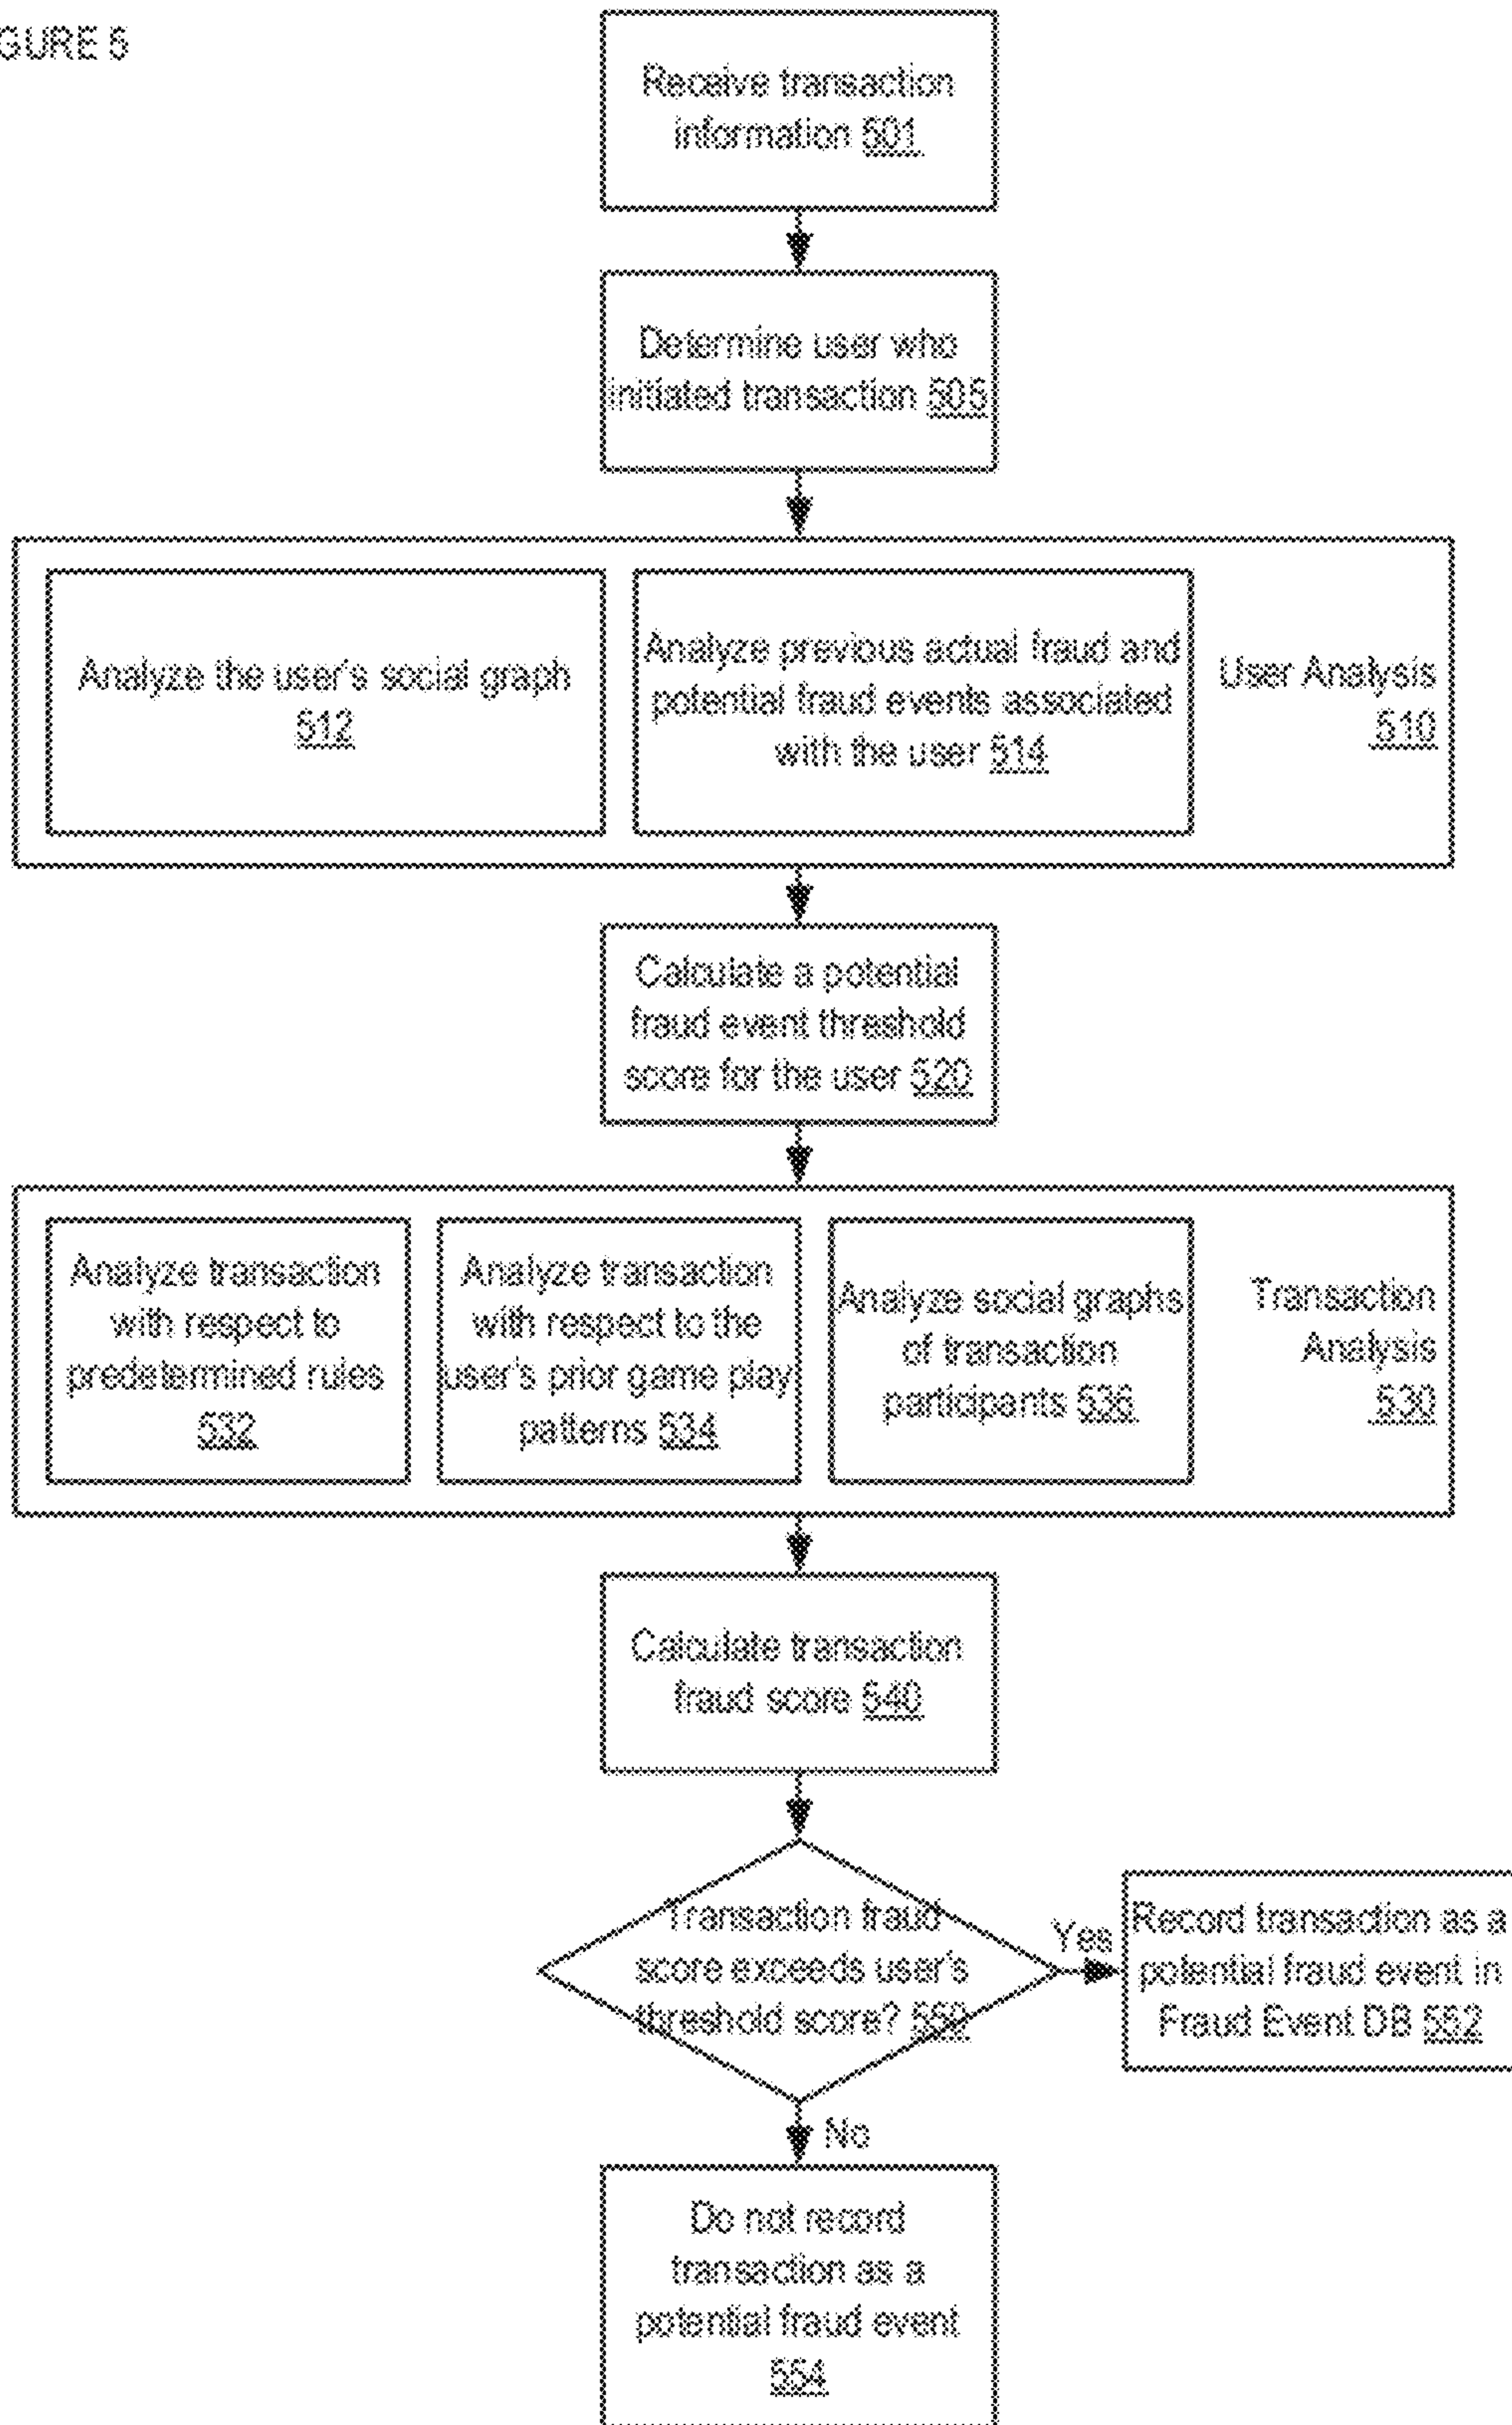 GURE 5
Receive transaction
information 501
Determine user who
initiated transaction 505
Analyze the user's social graph
512
Analyze previous actual fraud and
potential fraud events associated
with the user 514
User Analysis
510
Calculate a potential
fraud event threshold
score for the user 520
Analyze transaction
with respect to
predetermined rules
532
Analyze transaction
with respect to the
user's prior game play
patterns 534
Analyze social graphs
of transaction
participants 536
Transaction
Analysis
530
Calculate transaction
fraud score 540
Transaction fraud
score exceeds user's
threshold score? 550
Yes
Record transaction as a
potential fraud event in
Fraud Event DB 552
No
Do not record
transaction as a
potential fraud event
554